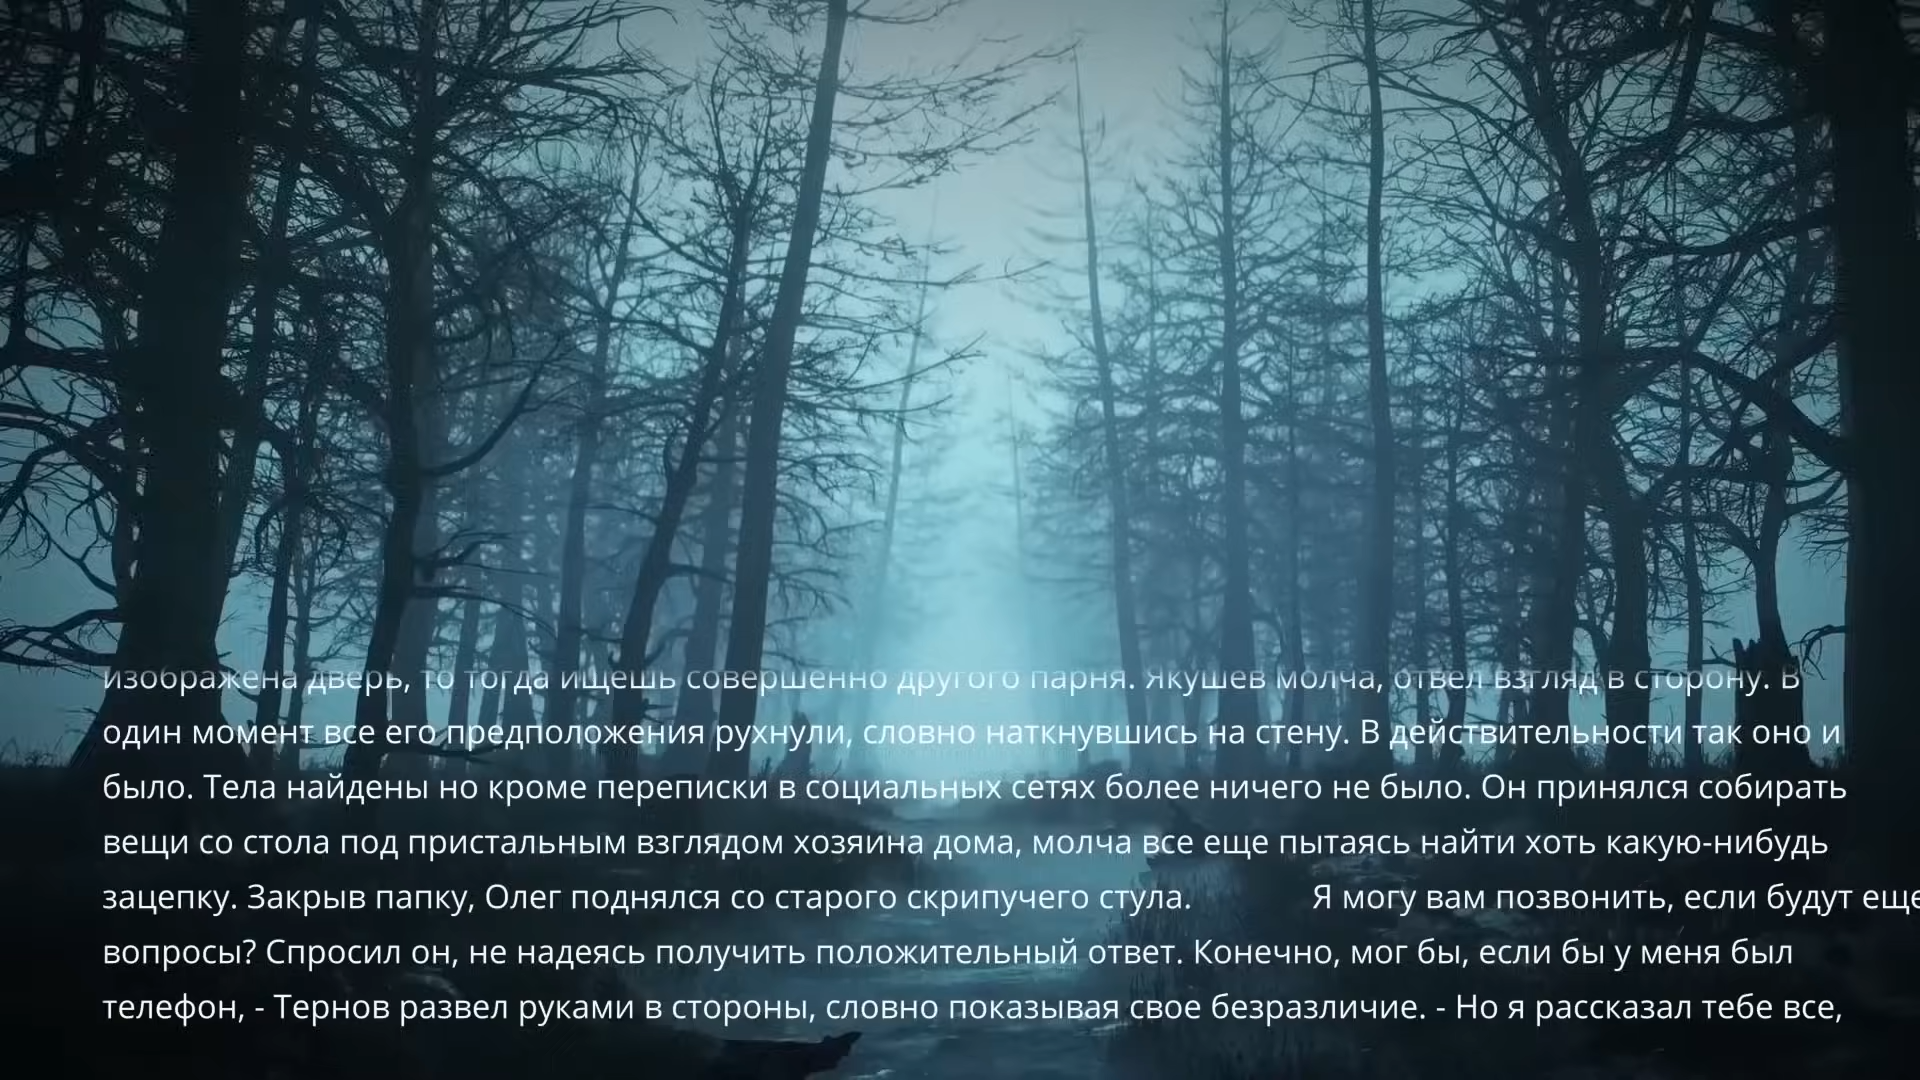 изображена дверь, то тогда ищешь совершенно другого парня. Якушев молча, отвел взгляд в сторону. В
один момент все его предположения рухнули, словно наткнувшись на стену. В действительности так оно и
было. Тела найдены но кроме переписки в социальных сетях более ничего не было. Он принялся собирать
вещи со стола под пристальным взглядом хозяина дома, молча все еще пытаясь найти хоть какую-нибудь
зацепку. Закрыв папку, Олег поднялся со старого скрипучего стула. Я могу вам позвонить, если будут еще
вопросы? Спросил он, не надеясь получить положительный ответ. Конечно, мог бы, если бы у меня был
телефон, - Тернов развел руками в стороны, словно показывая свое безразличие. - Но я рассказал тебе все,